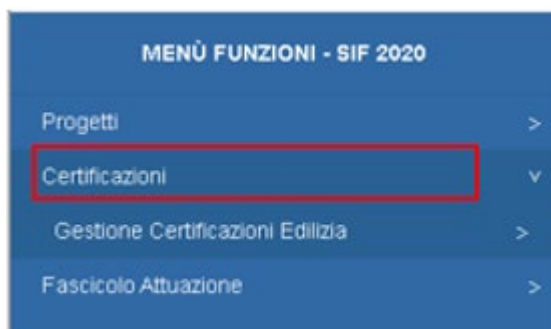 MENÙ FUNZIONI - SIF 2020
Progetti >
Certificazioni v
Gestione Certificazioni Edilizia >
Fascicolo Attuazione >